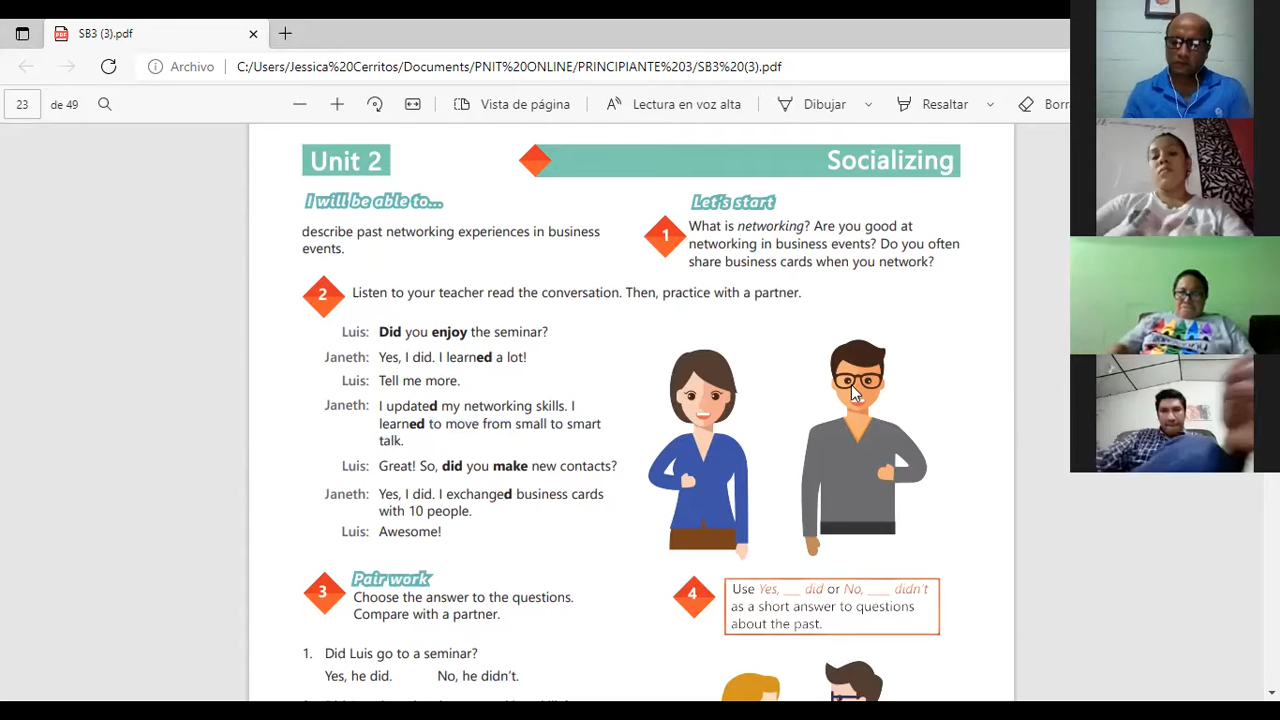 SB3 (3).pdf
Archivo
C:/Users/Jessica%20Cerritos/Documents/PNIT%20ONLINE/PRINCIPIANTE%203/SB3%20(3).pdf
23 de 49
Vista de página
Lectura en voz alta
Dibujar
Resaltar
Borr
Unit 2
Socializing
I will be able to...
describe past networking experiences in business
events.
Let's start
1
What is networking? Are you good at
networking in business events? Do you often
share business cards when you network?
2
Listen to your teacher read the conversation. Then, practice with a partner.
Luis: Did you enjoy the seminar?
Janeth: Yes, I did. I learned a lot!
Luis: Tell me more.
Janeth: I updated my networking skills. I
learned to move from small to smart
talk.
Luis: Great! So, did you make new contacts?
Janeth: Yes, I did. I exchanged business cards
with 10 people.
Luis: Awesome!
3
Pair work
Choose the answer to the questions.
Compare with a partner.
1. Did Luis go to a seminar?
Yes, he did. No, he didn't.
4
Use Yes, __ did or No, ___ didn't
as a short answer to questions
about the past.